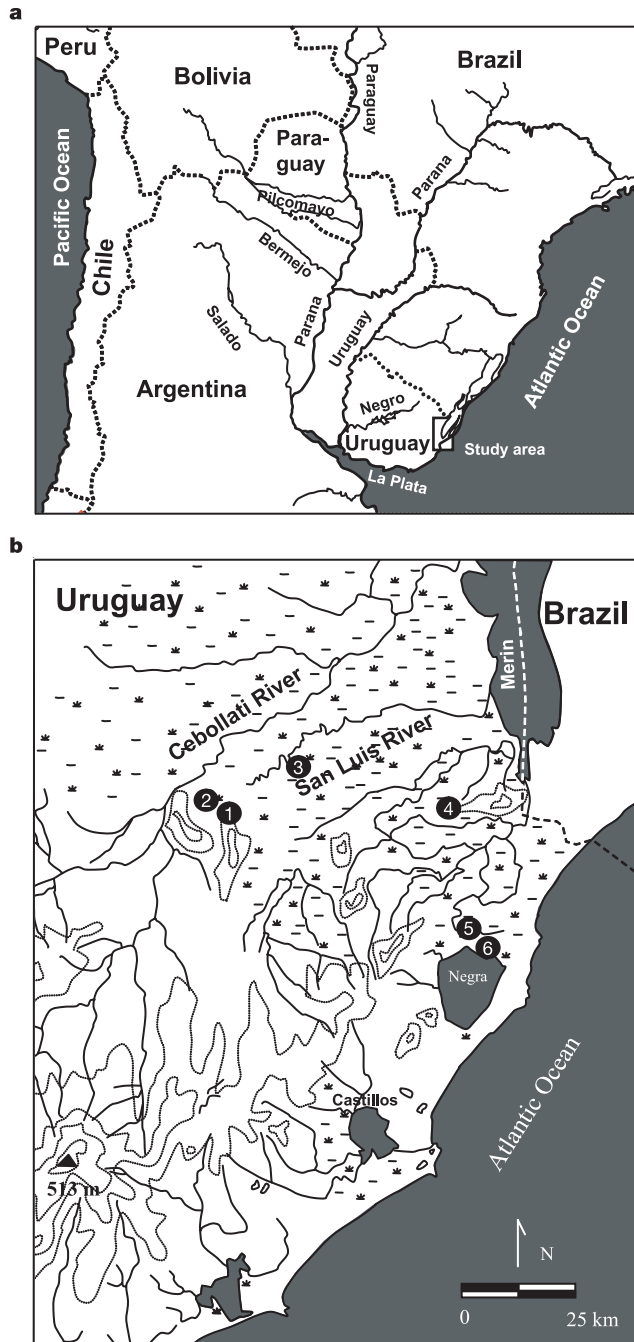 a
Peru
Bolivia
Brazil
Paraguay
Para-
guay
Parana
Pacific Ocean
Pilcomayo
Chile
Bermejo
Salado
Parana
Uruguay
Atlantic Ocean
Argentina
Negro
Uruguay
Study area
La Plata
b
Uruguay
Brazil
Merin
Cebollati River
San Luis River
3
2
1
4
5
6
Negra
Castillos
Atlantic Ocean
513 m
N
0
25 km